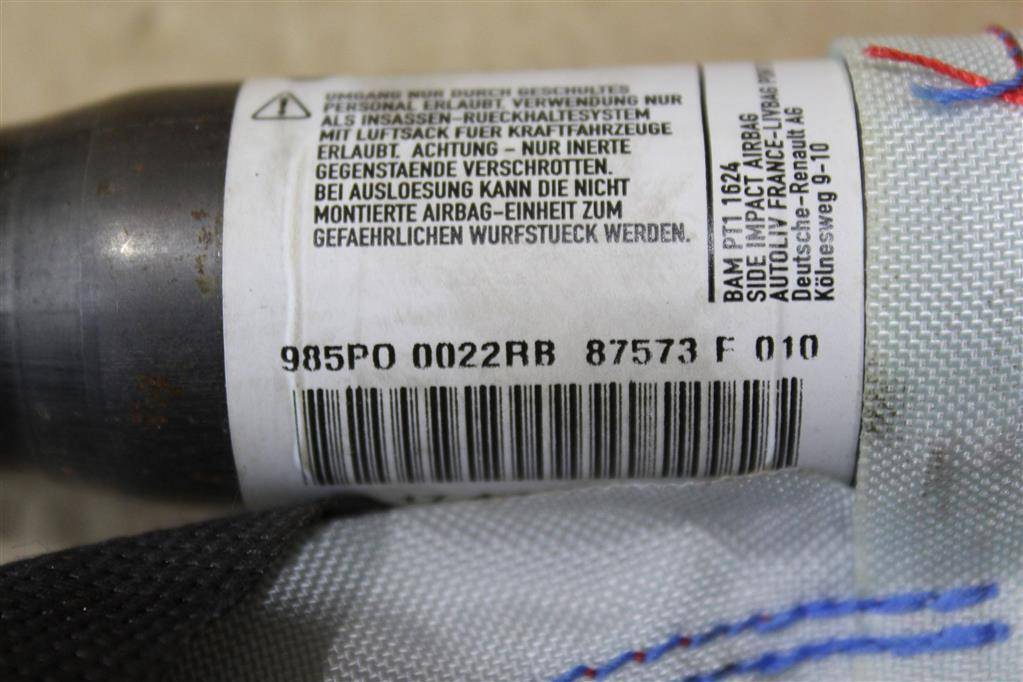 UMGANG NUR DURCH GESCHULTES
PERSONAL ERLAUBT. VERWENDUNG NUR
ALS INSASSEN-RUECKHALTESYSTEM
MIT LUFTSACK FUER KRAFTFAHRZEUGE
ERLAUBT. ACHTUNG - NUR INERTE
GEGENSTAENDE VERSCHROTTEN.
BEI AUSLOESUNG KANN DIE NICHT
MONTIERTE AIRBAG-EINHEIT ZUM
GEFAEHRLICHEN WURFSTUECK WERDEN.
BAM PT1 1624
SIDE IMPACT AIRBAG
AUTOLIV FRANCE-LIVBAG
Deutsche-Renault AG
Kölnesweg 9-10
985P0 0022RB 87573 F 010